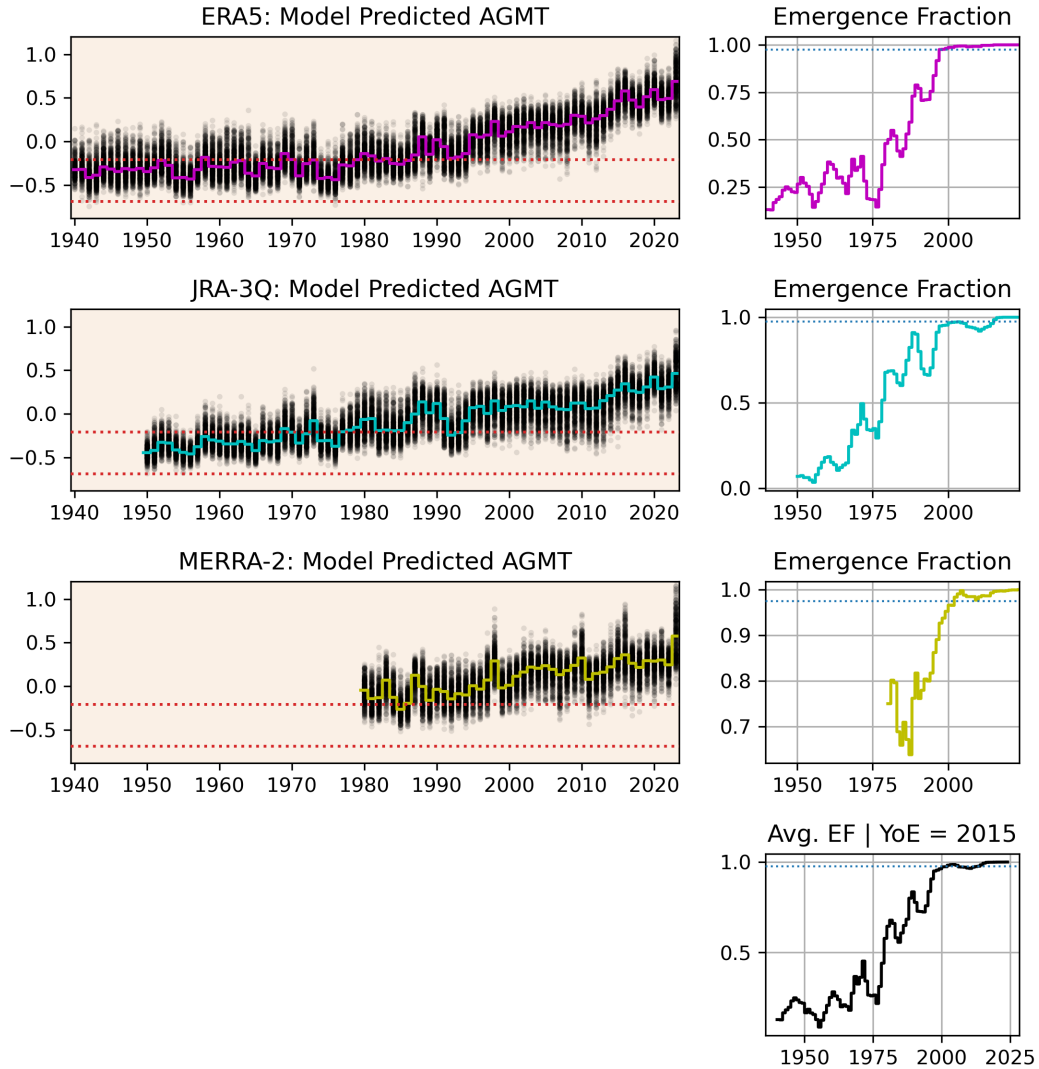 ERA5: Model Predicted AGMT
1.0
0.5
0.0
−0.5
1940 1950 1960 1970 1980 1990 2000 2010 2020
Emergence Fraction
1.00
0.75
0.50
0.25
1950 1975 2000
JRA-3Q: Model Predicted AGMT
1.0
0.5
0.0
−0.5
1940 1950 1960 1970 1980 1990 2000 2010 2020
Emergence Fraction
1.0
0.5
0.0
1950 1975 2000
MERRA-2: Model Predicted AGMT
1.0
0.5
0.0
−0.5
1940 1950 1960 1970 1980 1990 2000 2010 2020
Emergence Fraction
1.0
0.9
0.8
0.7
1950 1975 2000
Avg. EF | YoE = 2015
1.0
0.5
1950 1975 2000 2025